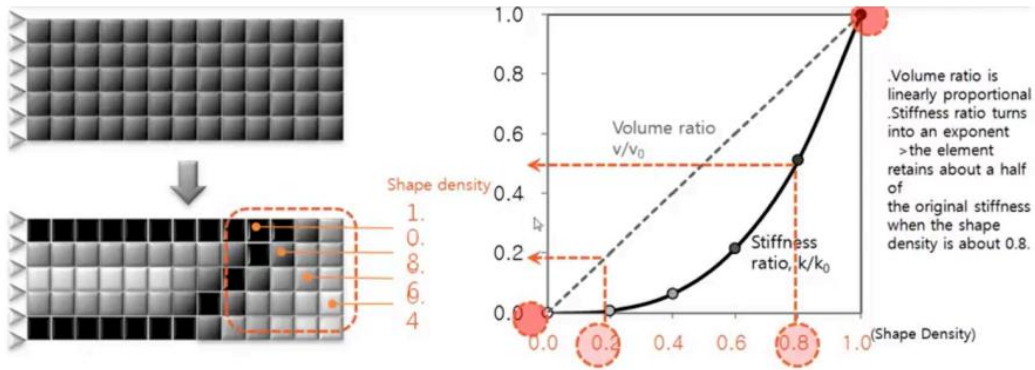 Shape density
1.
0.
8.
6.
4
1.0
0.8
0.6
0.4
0.2
0.0
Volume ratio
v/v₀
Stiffness
ratio, k/k₀
0.0
0.2
0.4
0.6
0.8
1.0
(Shape Density)
.Volume ratio is
linearly proportional
.Stiffness ratio turns
into an exponent
>the element
retains about a half
of
the original stiffness
when the shape
density is about 0.8.